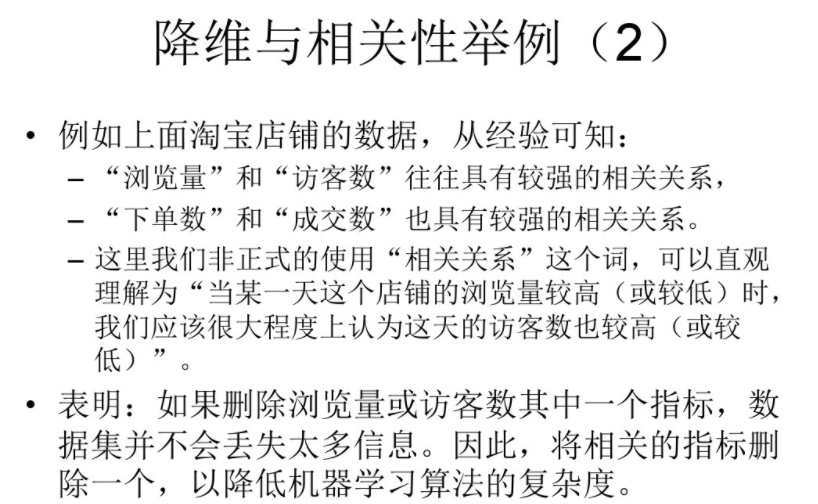 降维与相关性举例（2）
• 例如上面淘宝店铺的数据，从经验可知：
– “浏览量”和“访客数”往往具有较强的相关关系，
– “下单数”和“成交数”也具有较强的相关关系。
– 这里我们非正式的使用“相关关系”这个词，可以直观
理解为“当某一天这个店铺的浏览量较高（或较低）时，
我们应该很大程度上认为这天的访客数也较高（或较
低）”。
• 表明：如果删除浏览量或访客数其中一个指标，数
据集并不会丢失太多信息。因此，将相关的指标删
除一个，以降低机器学习算法的复杂度。